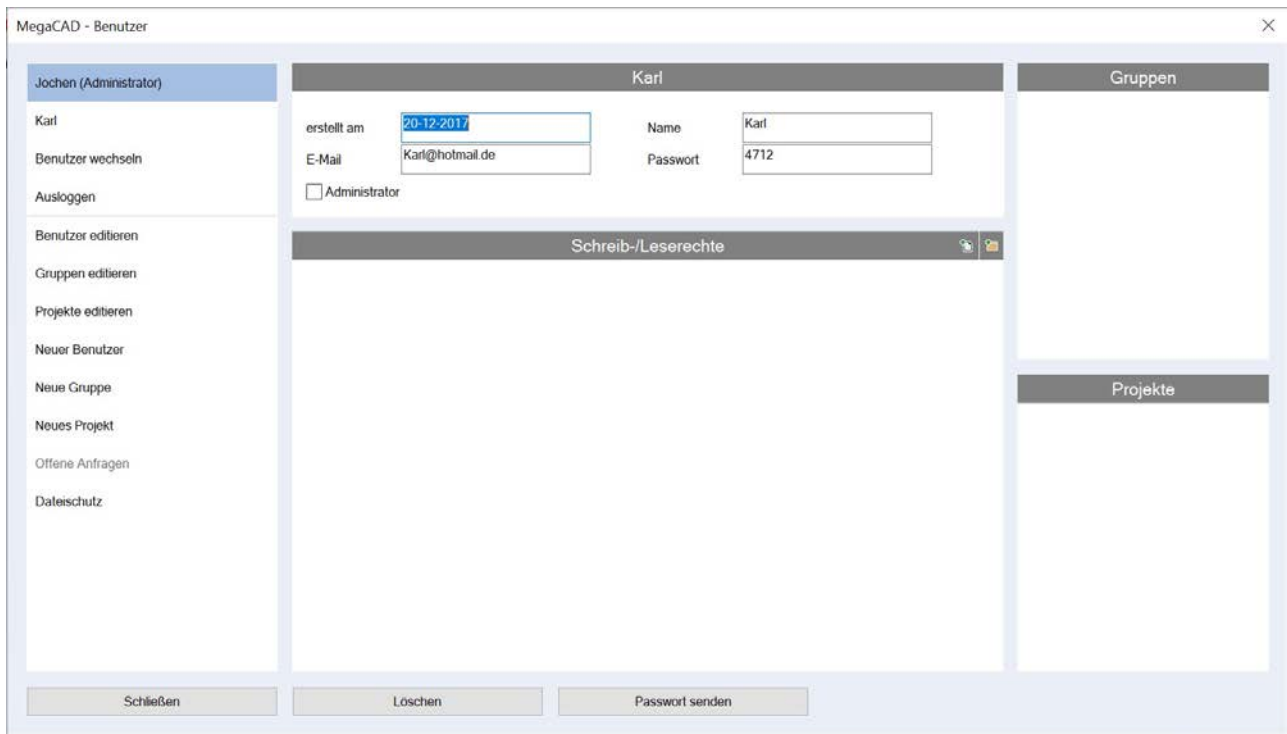 MegaCAD - Benutzer
Jochen (Administrator)
Karl
Benutzer wechseln
Ausloggen
Benutzer editieren
Gruppen editieren
Projekte editieren
Neuer Benutzer
Neue Gruppe
Neues Projekt
Offene Anfragen
Dateischutz
Karl
erstellt am 20-12-2017 Name Karl
E-Mail Karl@hotmail.de Passwort 4712
Administrator
Schreib-/Leserechte
Gruppen
Projekte
Schließen Löschen Passwort senden